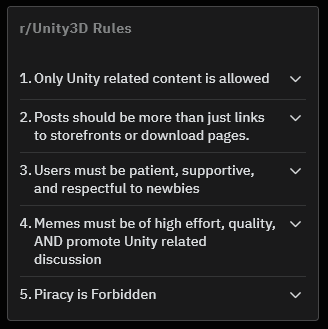 r/Unity3D Rules
1. Only Unity related content is allowed
2. Posts should be more than just links
to storefronts or download pages.
3. Users must be patient, supportive,
and respectful to newbies
4. Memes must be of high effort, quality,
AND promote Unity related
discussion
5. Piracy is Forbidden